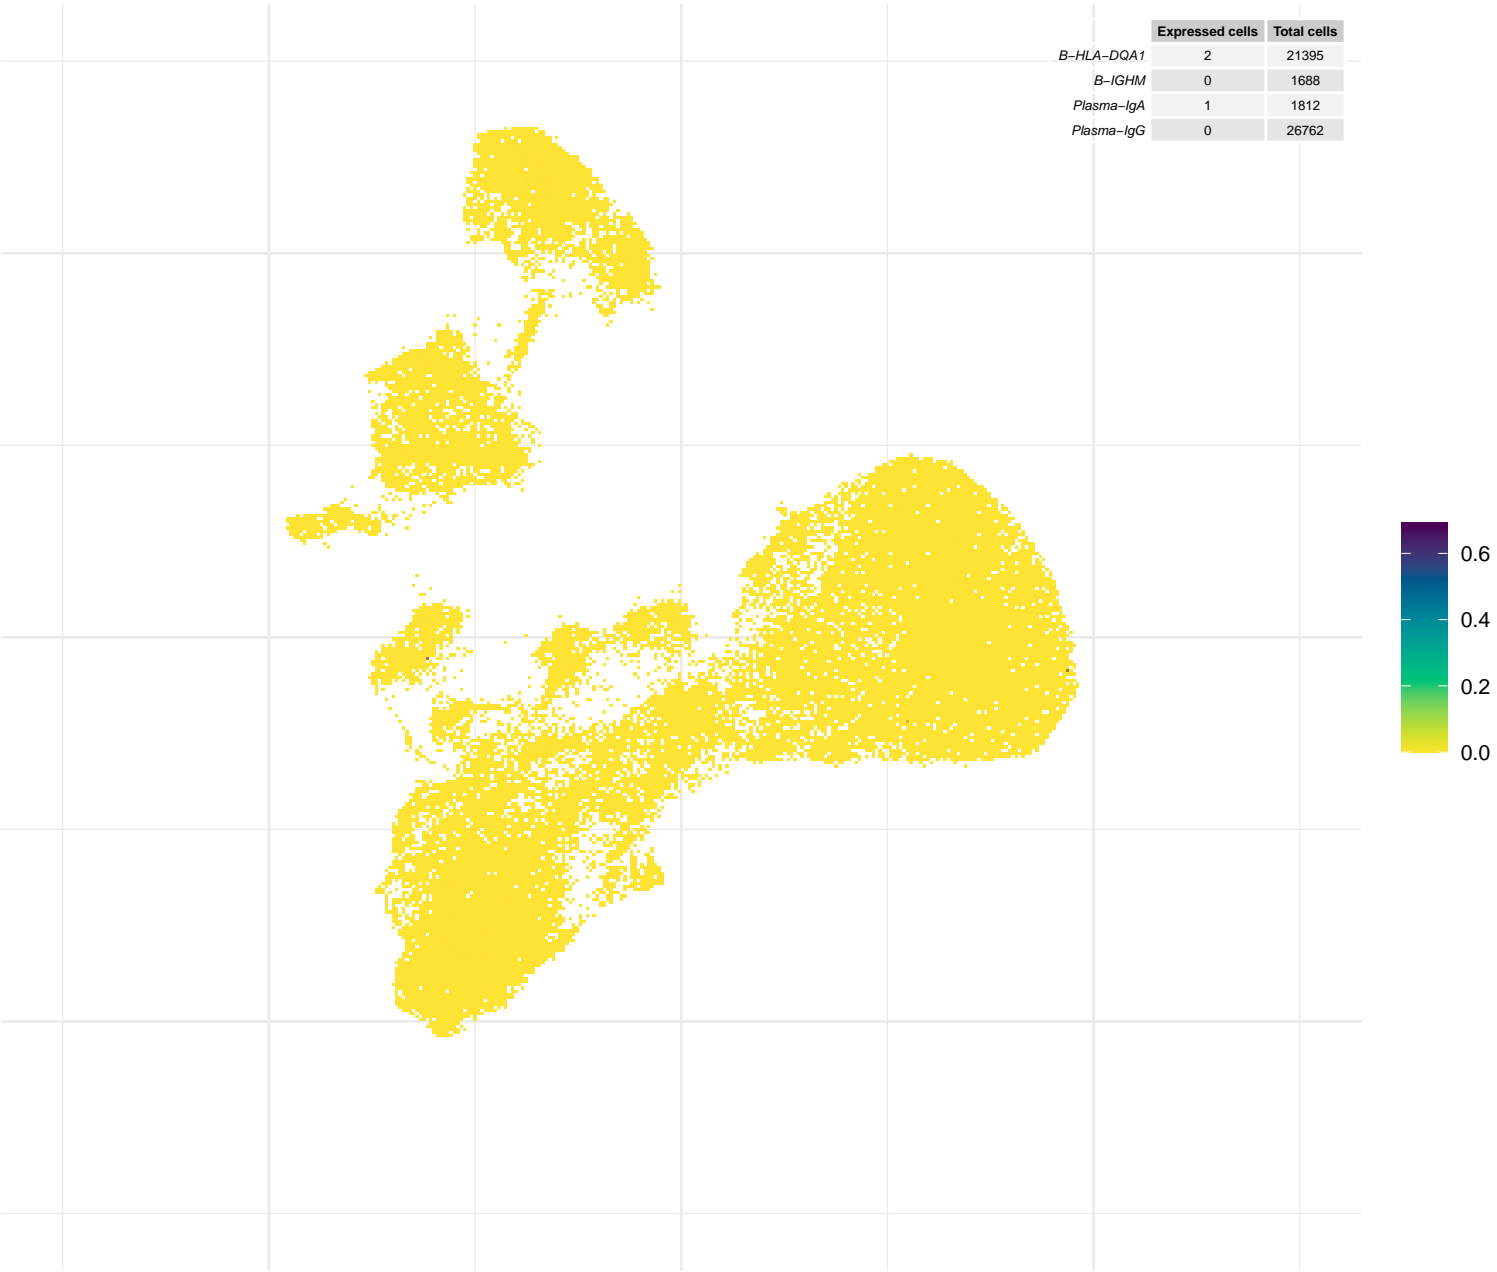 Expressed cells Total cells
B−HLA−DQA1 2 21395
B−IGHM 0 1688
Plasma−IgA 1 1812
Plasma−IgG 0 26762
0.6
0.4
0.2
0.0